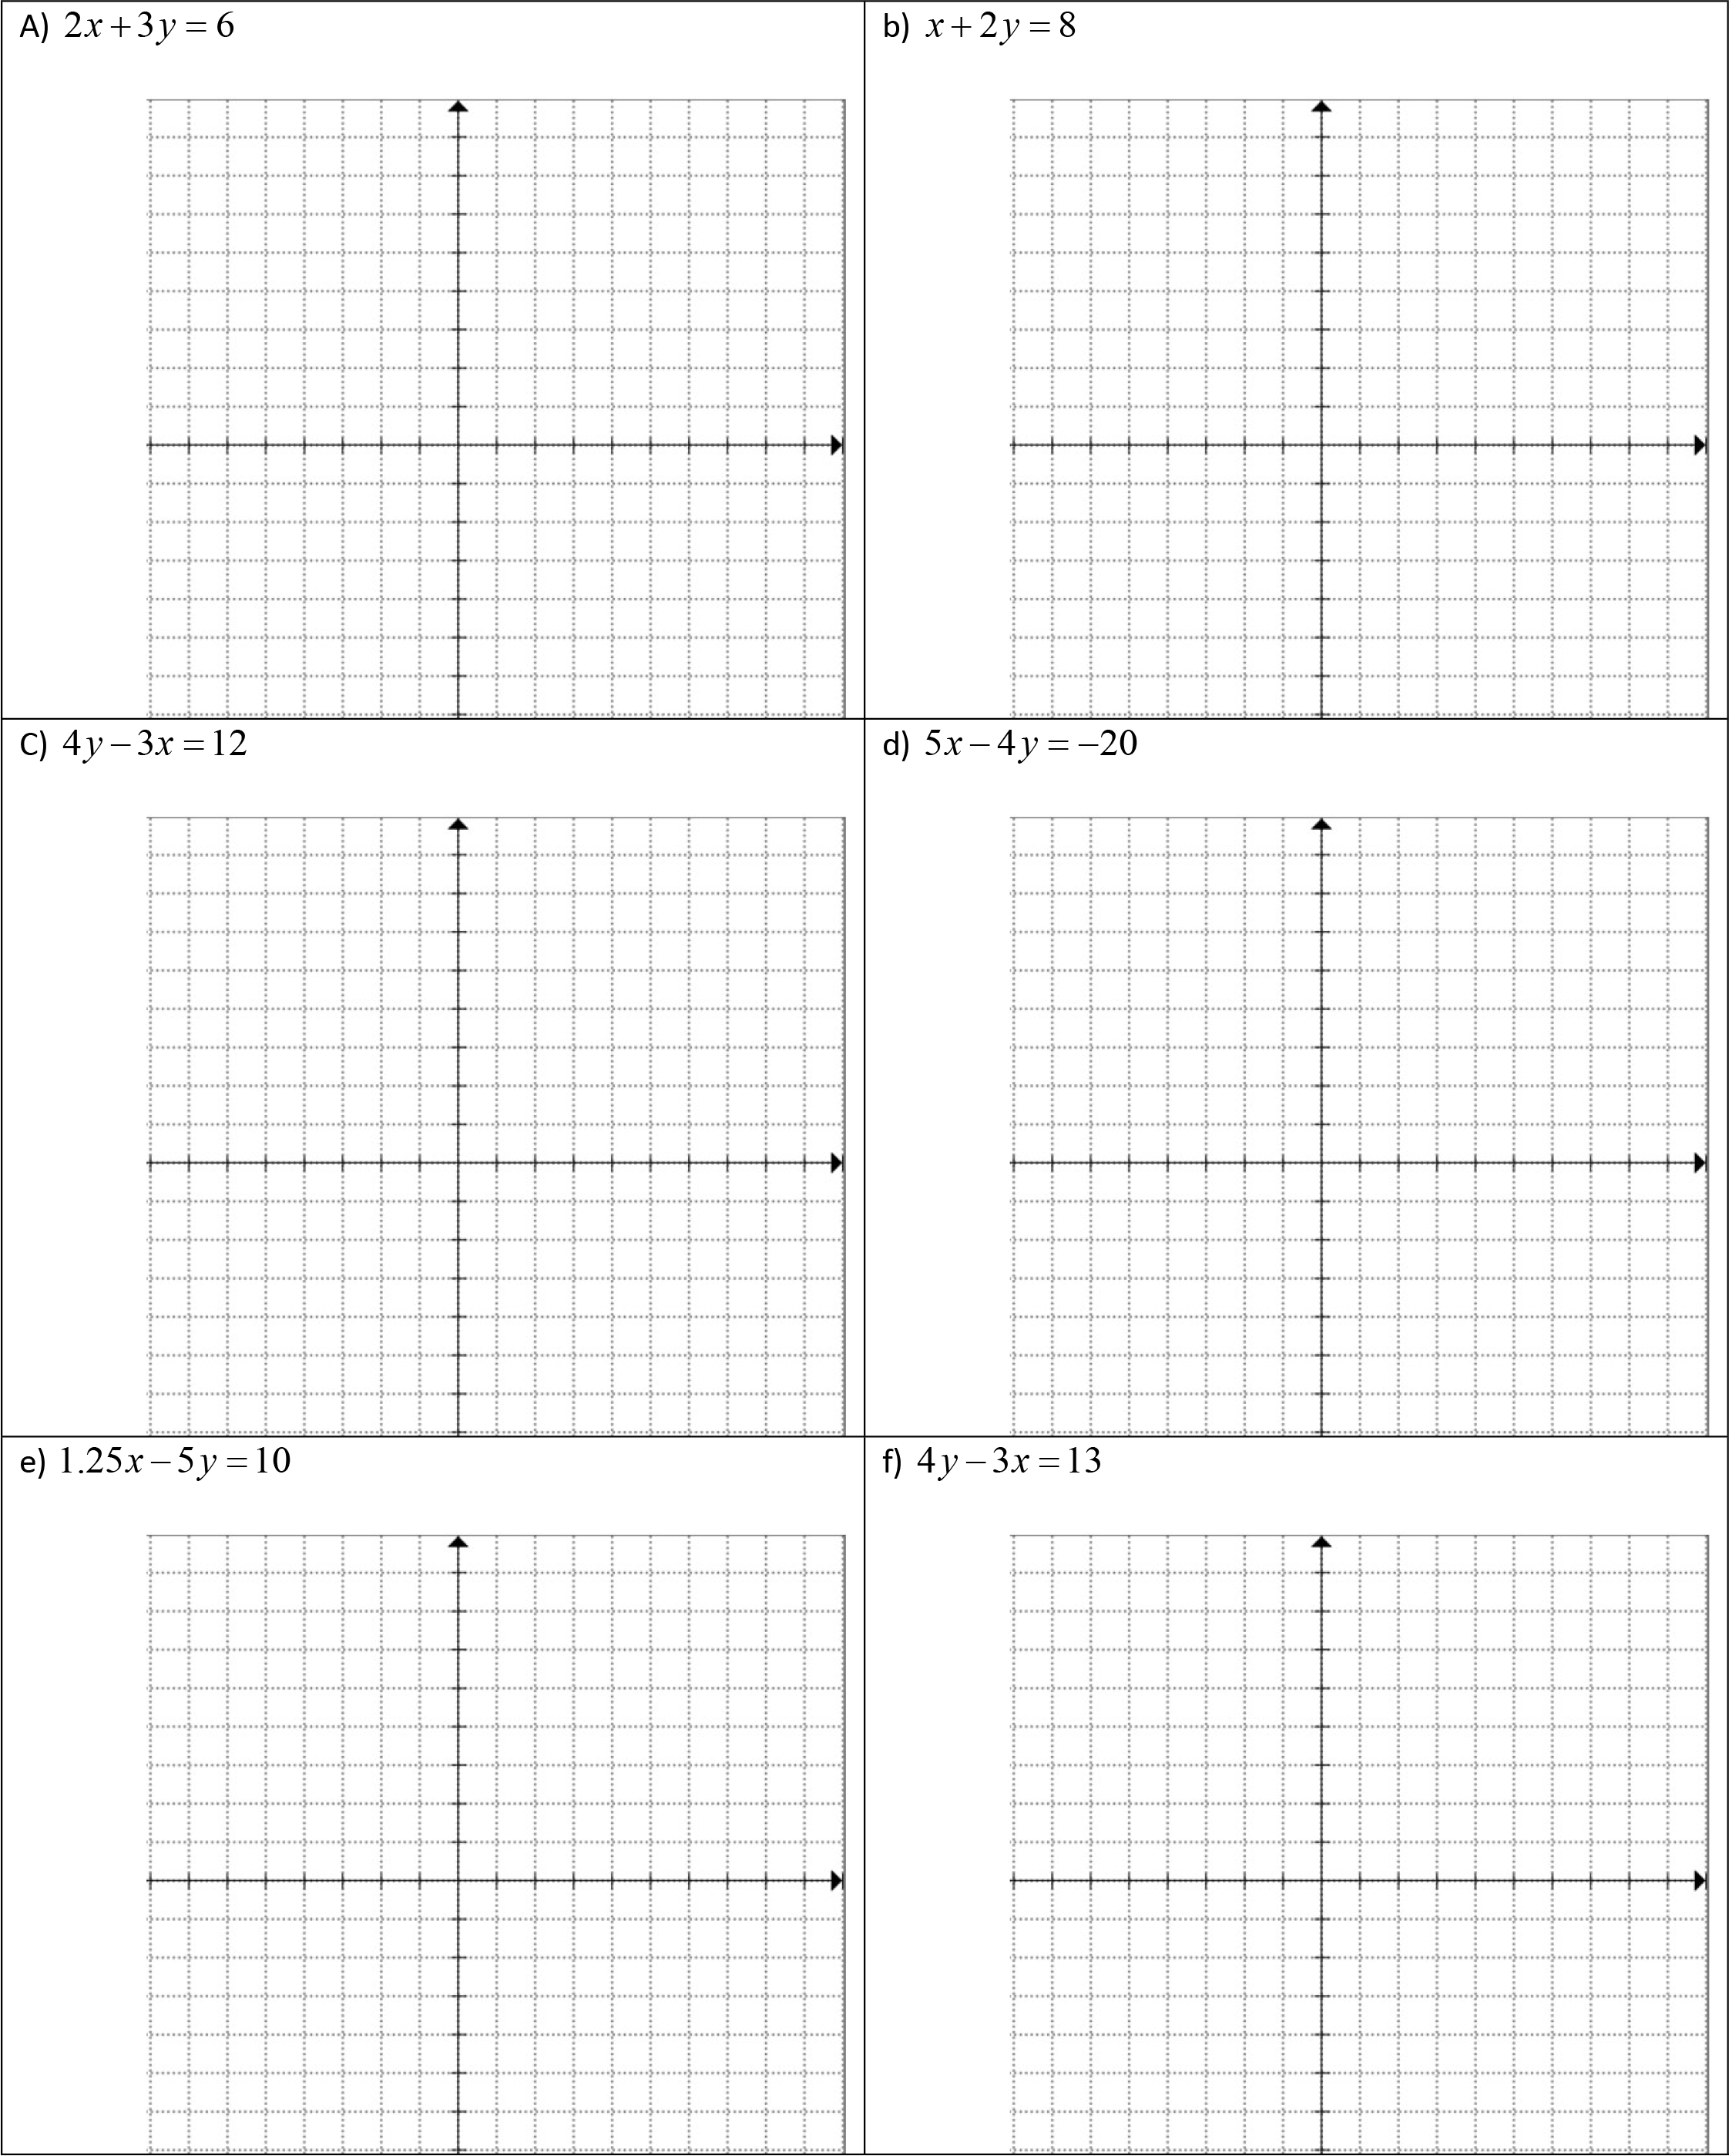 A) 2x + 3y = 6
b) x + 2y = 8
C) 4y − 3x = 12
d) 5x − 4y = −20
e) 1.25x − 5y = 10
f) 4y − 3x = 13